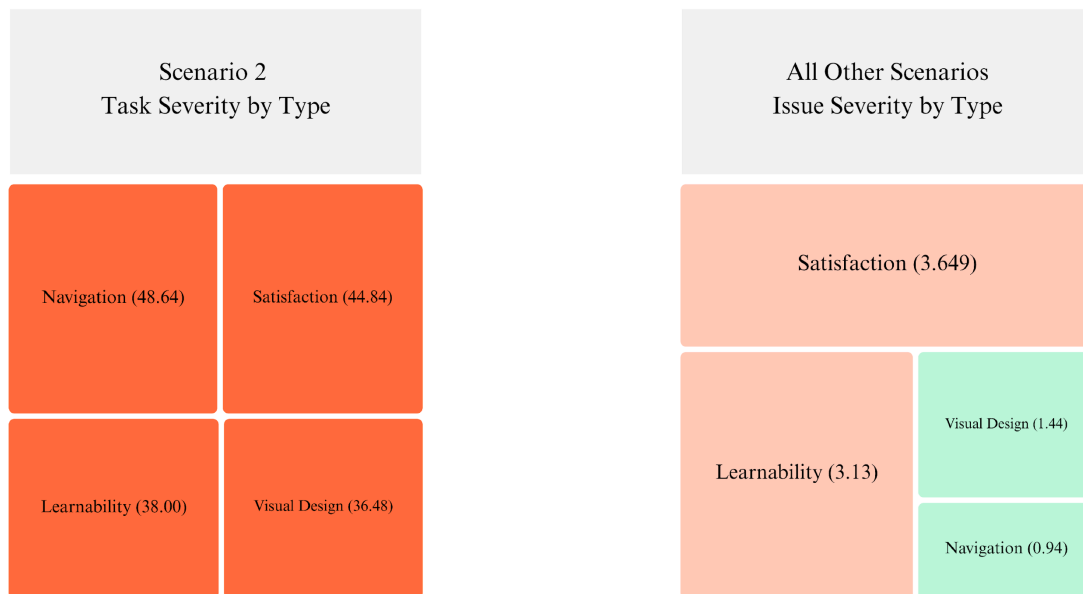 Scenario 2
Task Severity by Type
Navigation (48.64)
Satisfaction (44.84)
Learnability (38.00)
Visual Design (36.48)
All Other Scenarios
Issue Severity by Type
Satisfaction (3.649)
Learnability (3.13)
Visual Design (1.44)
Navigation (0.94)